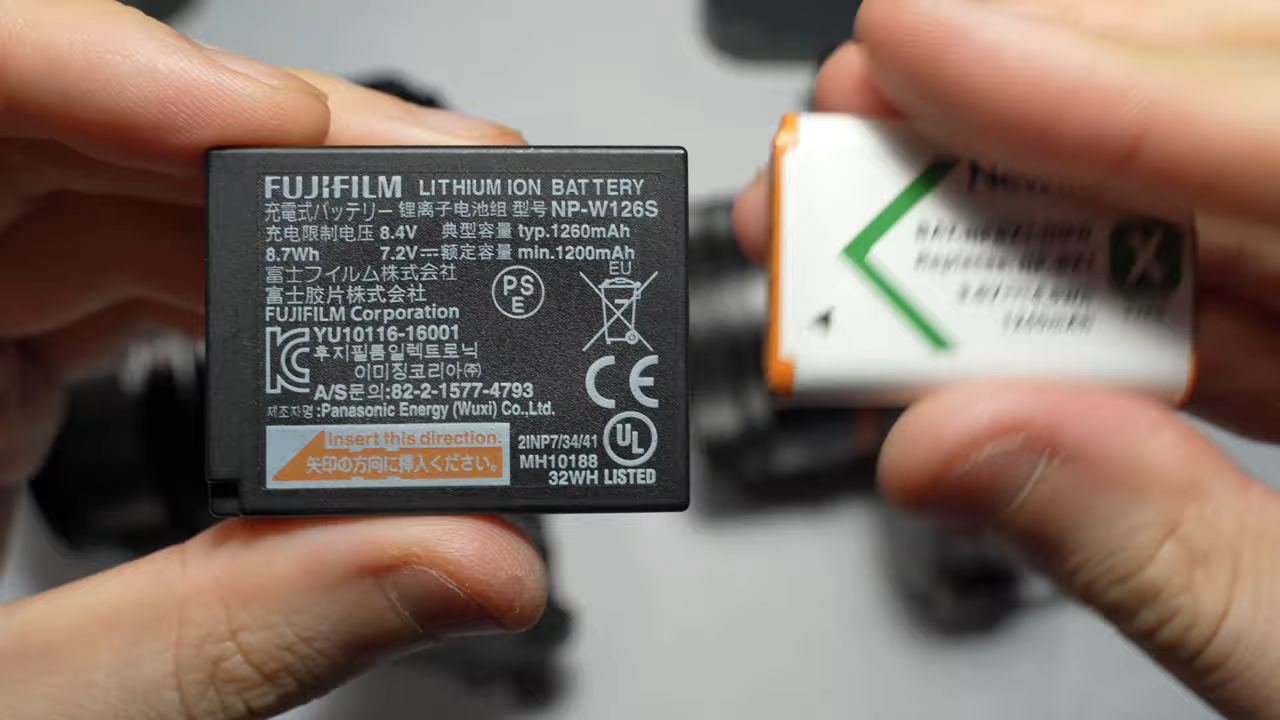 FUJIFILM LITHIUM ION BATTERY
充電式バッテリー 锂离子电池组 型号 NP-W126S
充电限制电压 8.4V 典型容量 typ.1260mAh
8.7Wh 7.2V⎓额定容量 min.1200mAh
富士フイルム株式会社
富士胶片株式会社
FUJIFILM Corporation
PS
E
EU
YU10116-16001
후지필름일렉트로닉
이미징코리아㈜
A/S문의:82-2-1577-4793
제조자명:Panasonic Energy (Wuxi) Co.,Ltd.
CE
Insert this direction.
矢印の方向に挿入ください。
2INP7/34/41
MH10188
32WH
UL
LISTED
X